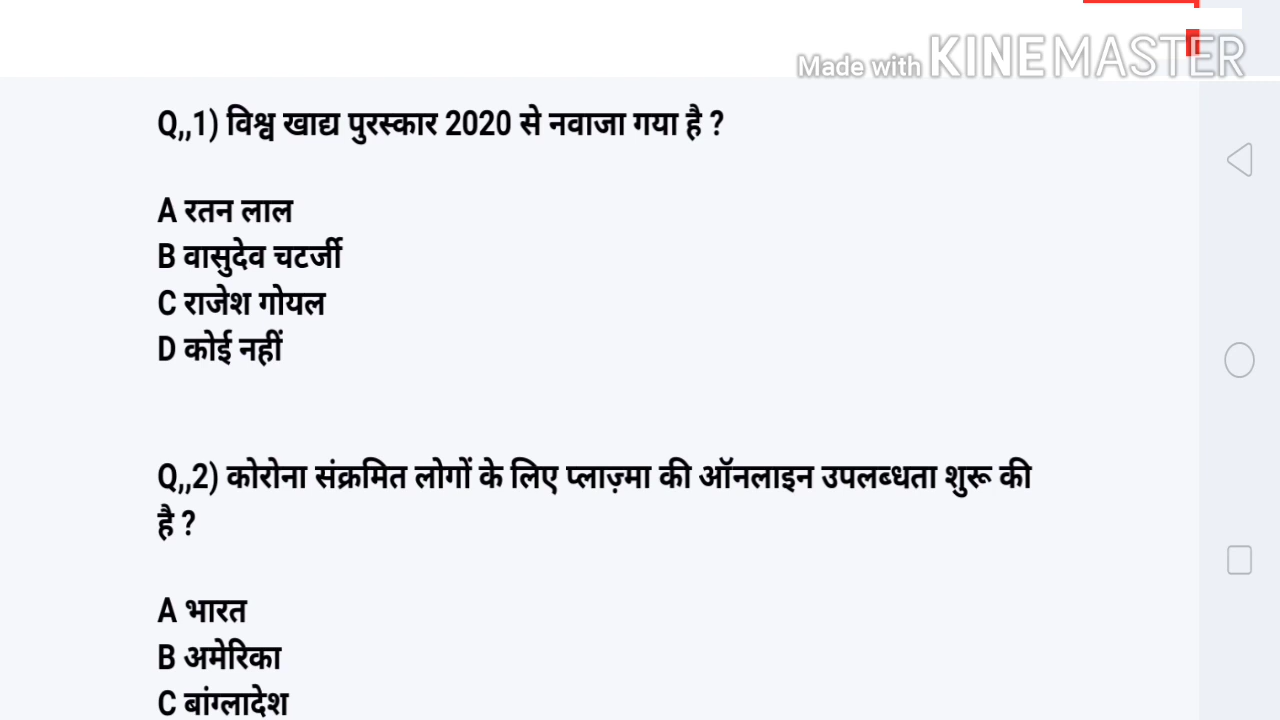 Made with KINEMASTER
Q,,1) विश्व खाद्य पुरस्कार 2020 से नवाजा गया है ?
A रतन लाल
B वासुदेव चटर्जी
C राजेश गोयल
D कोई नहीं
Q,,2) कोरोना संक्रमित लोगों के लिए प्लाज़्मा की ऑनलाइन उपलब्धता शुरू की
है ?
A भारत
B अमेरिका
C बांग्लादेश